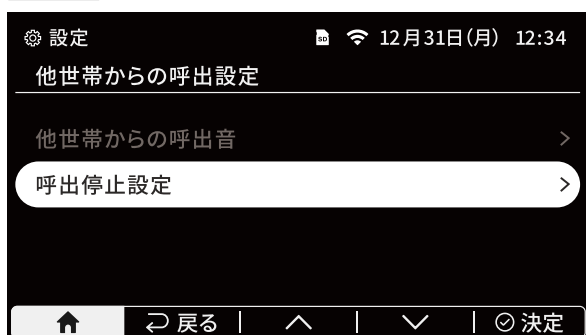 設定 SD 12月31日(月) 12:34
他世帯からの呼出設定
他世帯からの呼出音
呼出停止設定
戻る 決定